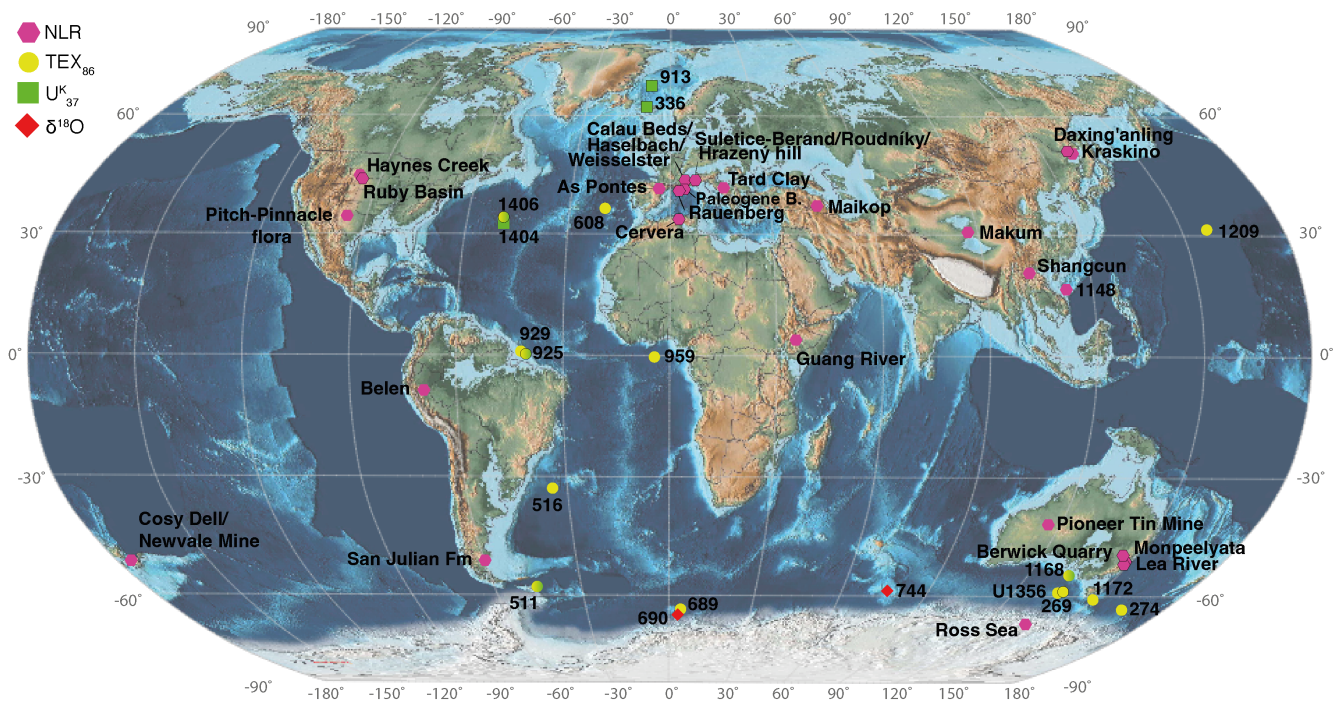 -180˚ -150˚ -120˚ -90˚ -60˚ -30˚ 0˚ 30˚ 60˚ 90˚ 120˚ 150˚ 180˚
90˚ 90˚
NLR
TEX86
UK37
δ18O
913
336
60˚ 60˚
Calau Beds/
Haselbach/
Weisselster
Suletice-Berand/Roudníky/
Hrazený hill
Daxing'anling
Kraskino
Haynes Creek
Ruby Basin
As Pontes
Tard Clay
Paleogene B.
Rauenberg
Maikop
Pitch-Pinnacle
flora
1406
1404
608
Cervera
Makum
1209
30˚ 30˚
Shangcun
1148
929
925
959
Guang River
0˚ 0˚
Belen
-30˚ -30˚
516
Cosy Dell/
Newvale Mine
Pioneer Tin Mine
San Julian Fm
Berwick Quarry
Monpeelyata
Lea River
1168
511
689
690
744
U1356
269
1172
274
-60˚ -60˚
Ross Sea
-90˚ -90˚
-180˚ -150˚ -120˚ -90˚ -60˚ -30˚ 0˚ 30˚ 60˚ 90˚ 120˚ 150˚ 180˚